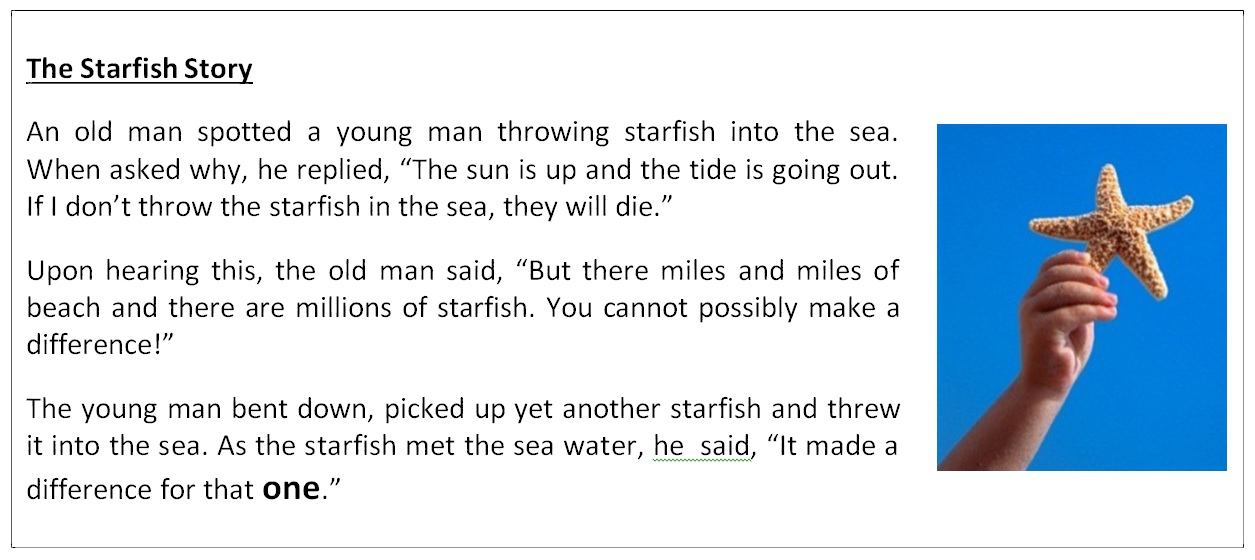 The Starfish Story
An old man spotted a young man throwing starfish into the sea.
When asked why, he replied, “The sun is up and the tide is going out.
If I don’t throw the starfish in the sea, they will die.”
Upon hearing this, the old man said, “But there miles and miles of
beach and there are millions of starfish. You cannot possibly make a
difference!”
The young man bent down, picked up yet another starfish and threw
it into the sea. As the starfish met the sea water, he  said, “It made a
difference for that one.”